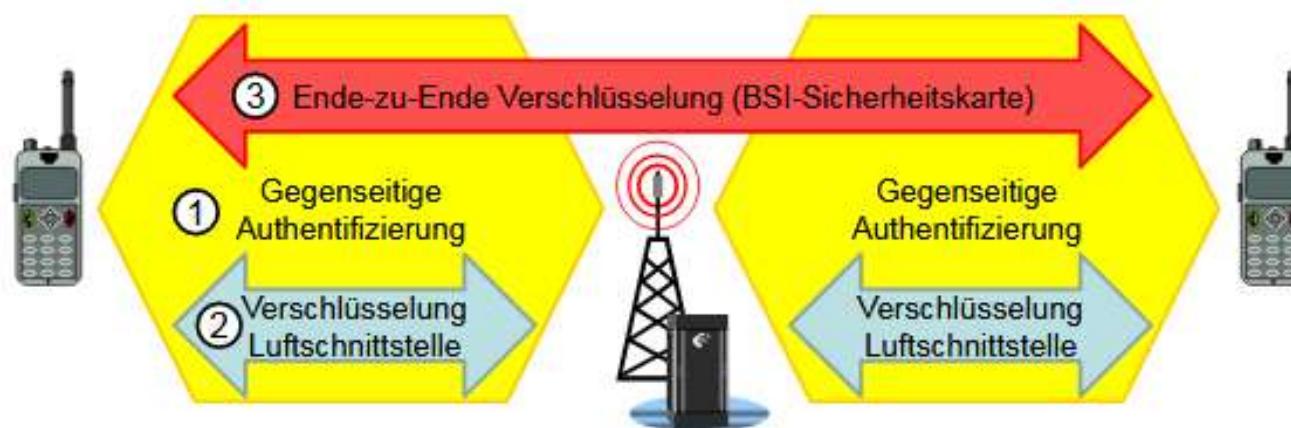 3 Ende-zu-Ende Verschlüsselung (BSI-Sicherheitskarte)
1 Gegenseitige
Authentifizierung
Gegenseitige
Authentifizierung
2 Verschlüsselung
Luftschnittstelle
Verschlüsselung
Luftschnittstelle